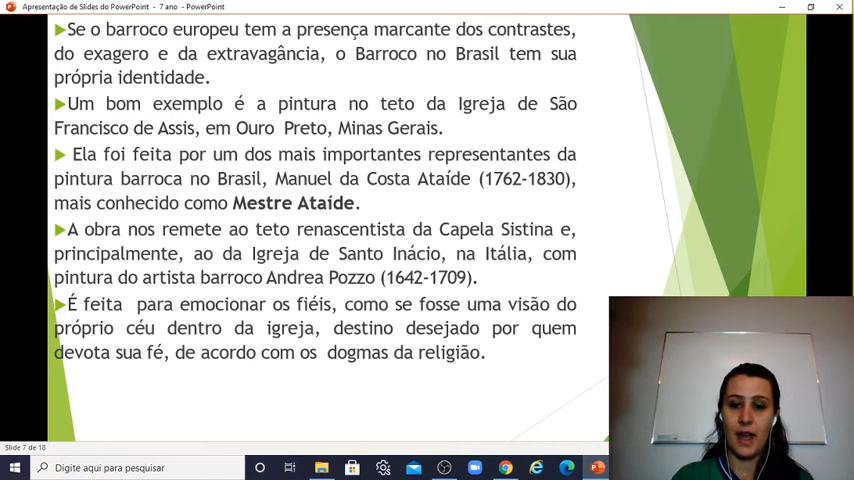 Apresentação de Slides do PowerPoint - 7 ano - PowerPoint
Se o barroco europeu tem a presença marcante dos contrastes,
do exagero e da extravagância, o Barroco no Brasil tem sua
própria identidade.
Um bom exemplo é a pintura no teto da Igreja de São
Francisco de Assis, em Ouro Preto, Minas Gerais.
Ela foi feita por um dos mais importantes representantes da
pintura barroca no Brasil, Manuel da Costa Ataíde (1762-1830),
mais conhecido como Mestre Ataíde.
A obra nos remete ao teto renascentista da Capela Sistina e,
principalmente, ao da Igreja de Santo Inácio, na Itália, com
pintura do artista barroco Andrea Pozzo (1642-1709).
É feita para emocionar os fiéis, como se fosse uma visão do
próprio céu dentro da igreja, destino desejado por quem
devota sua fé, de acordo com os dogmas da religião.
Slide 7 de 18
Digite aqui para pesquisar